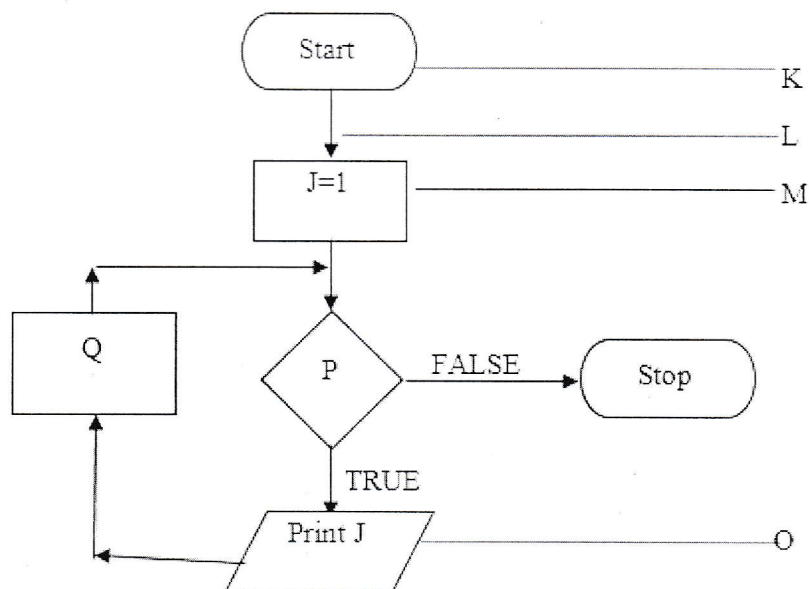 Start
K
L
J=1
M
Q
P
FALSE
Stop
TRUE
Print J
O